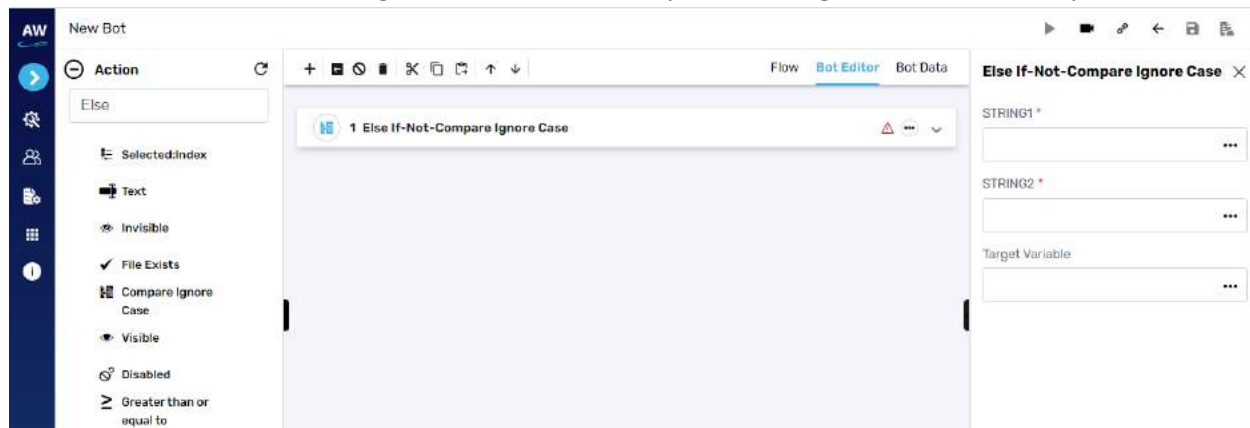 AW
New Bot
Action
Flow Bot Editor Bot Data
Else If-Not-Compare Ignore Case
Else
1 Else If-Not-Compare Ignore Case
STRING1 *
STRING2 *
Target Variable
Selected:Index
Text
Invisible
File Exists
Compare Ignore
Case
Visible
Disabled
Greater than or
equal to